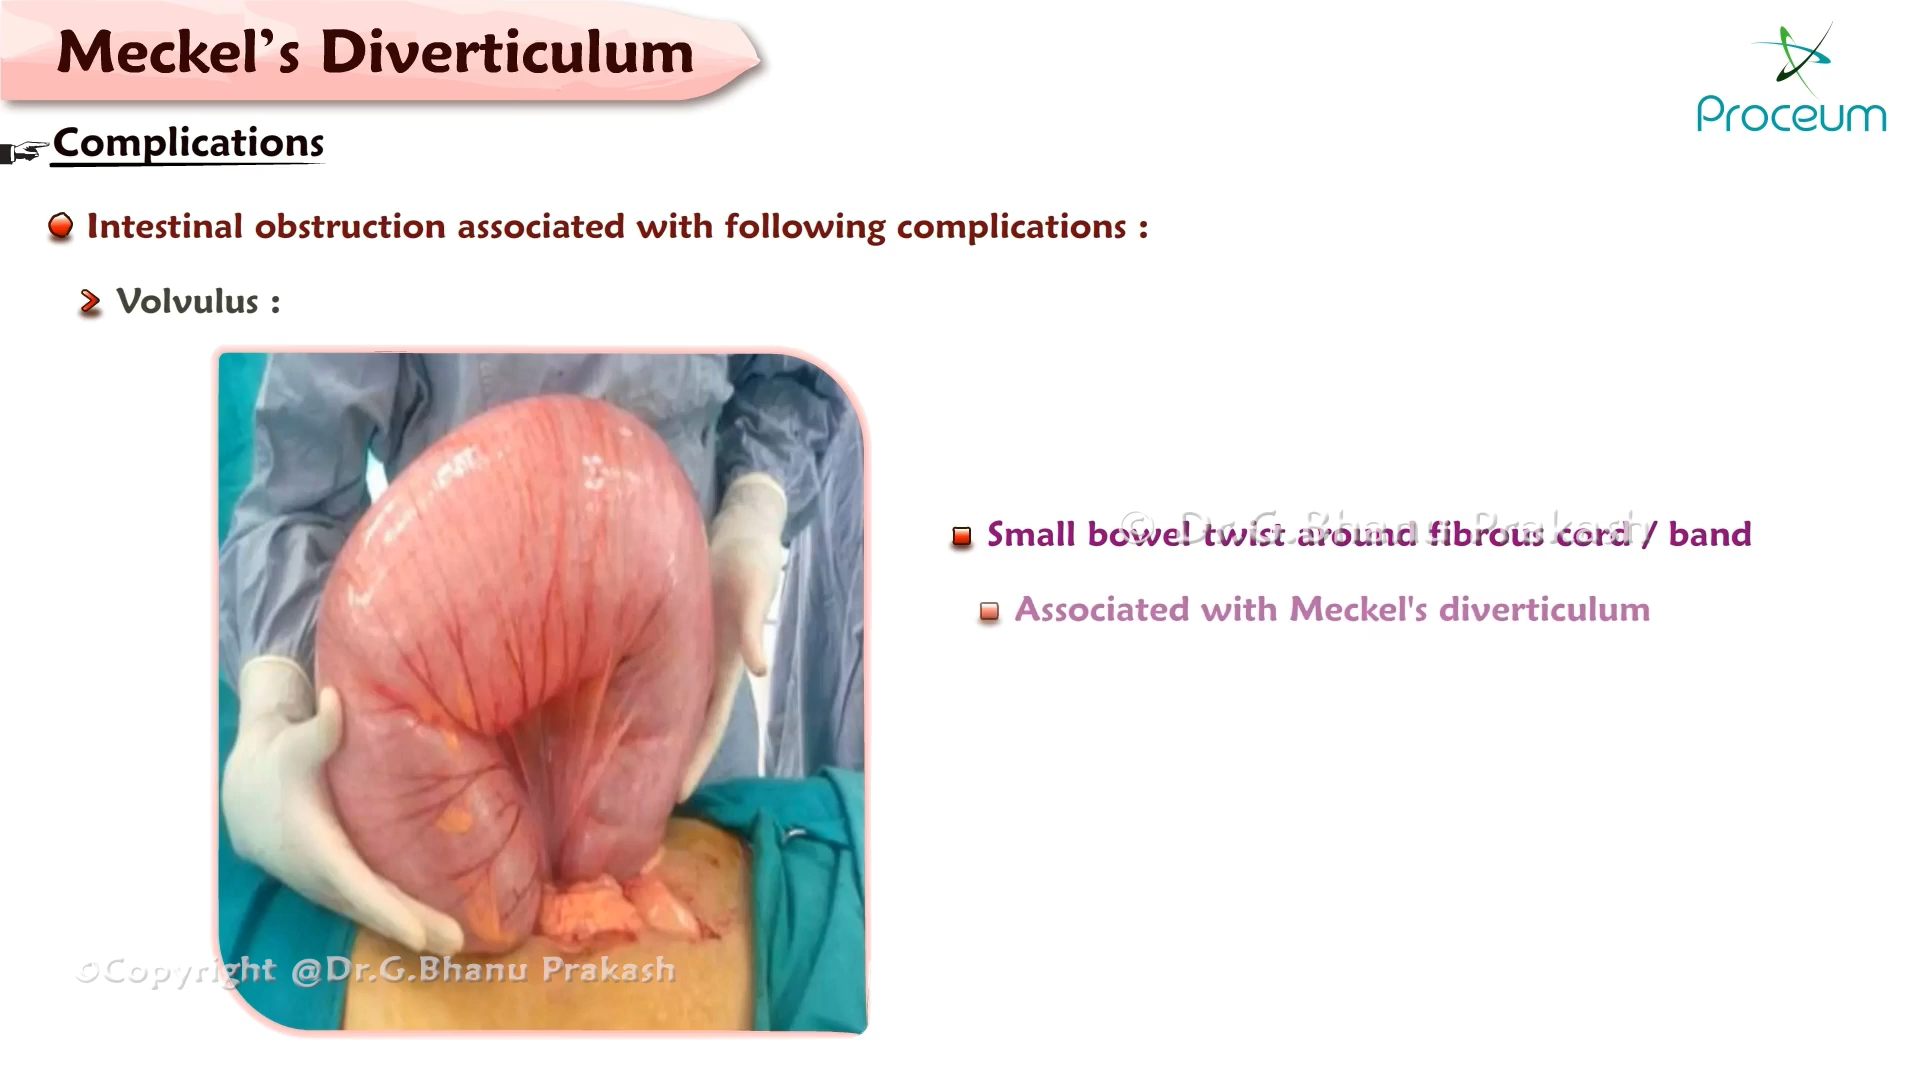 Meckel’s Diverticulum
Proceum
Complications
Intestinal obstruction associated with following complications :
Volvulus :
© Dr.G.Bhanu Prakash
Small bowel twist around fibrous cord / band
Associated with Meckel's diverticulum
©Copyright @Dr.G.Bhanu Prakash